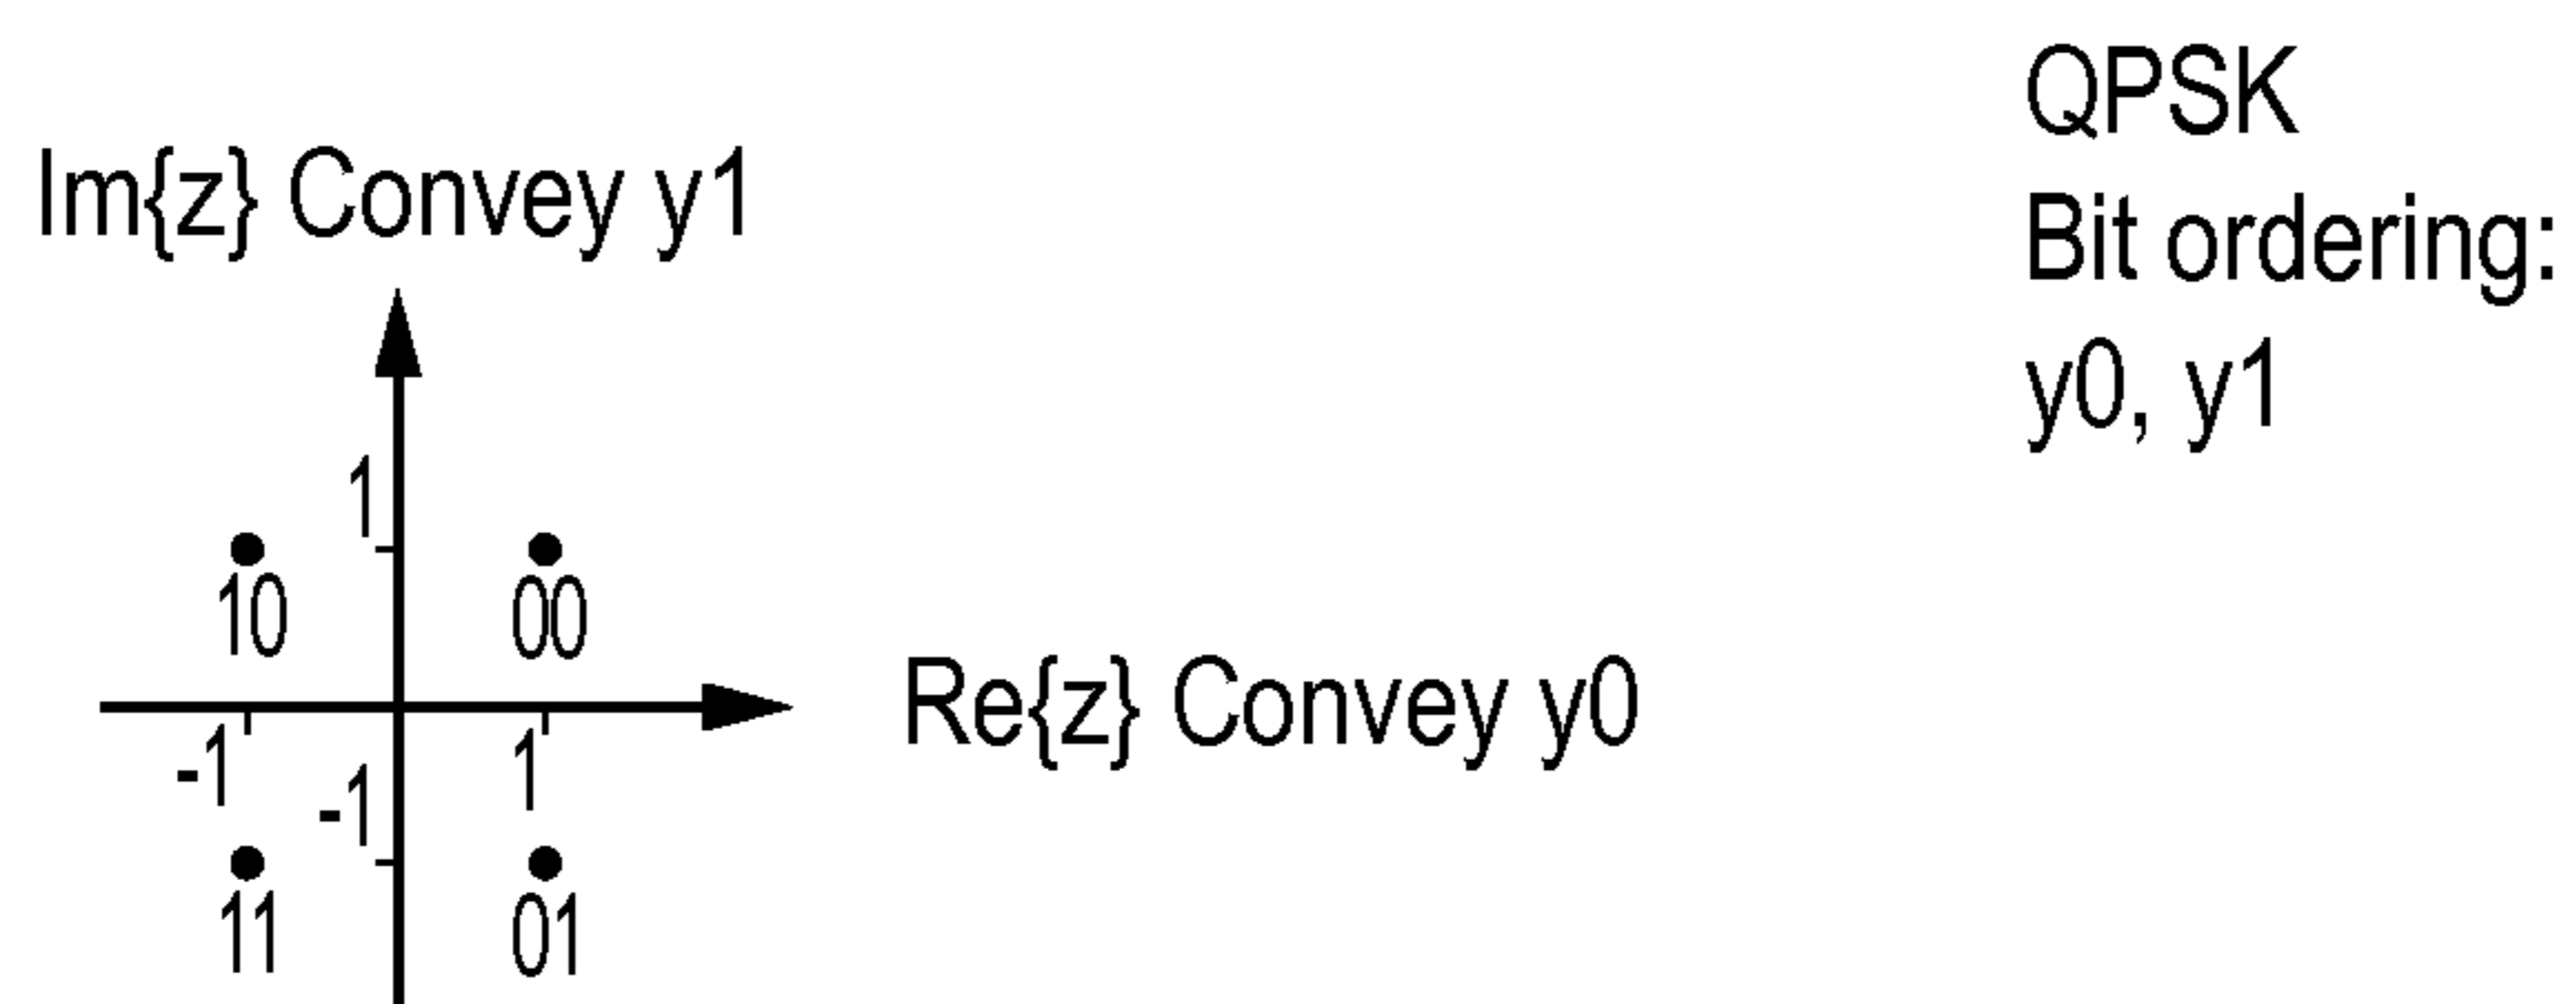 QPSK
Bit ordering:
y0, y1
Im{z} Convey y1
1
10
00
Re{z} Convey y0
-1
1
-1
11
01